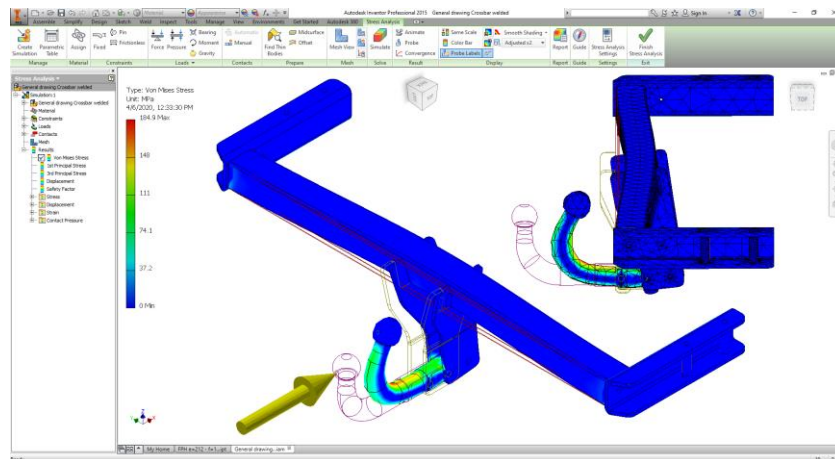 Autodesk Inventor Professional 2015 General drawing Crossbar welded
Sign In
Assemble Simplify Design Sketch Weld Inspect Tools Manage View Environments Get Started Autodesk 360 Stress Analysis
Create Simulation
Parametric Table
Assign
Fixed
Pin
Frictionless
Force
Pressure
Bearing
Moment
Gravity
Automatic
Manual
Find Thin Bodies
Midsurface
Offset
Mesh View
Simulate
Animate
Probe
Convergence
Same Scale
Color Bar
Probe Labels
Smooth Shading
Adjusted x1
Report
Guide
Stress Analysis Settings
Finish Stress Analysis
Manage Material Constraints Loads Contacts Prepare Mesh Solve Result Display Report Guide Settings Exit
Stress Analysis
General drawing Crossbar welded
Simulation:1
General drawing Crossbar welded
Material
Constraints
Loads
Contacts
Mesh
Results
Von Mises Stress
1st Principal Stress
3rd Principal Stress
Displacement
Safety Factor
Stress
Displacement
Strain
Contact Pressure
Type: Von Mises Stress
Unit: MPa
4/6/2020, 12:33:30 PM
184.9 Max
148
111
74.1
37.2
0 Min
TOP
My Home
General drawing...iam